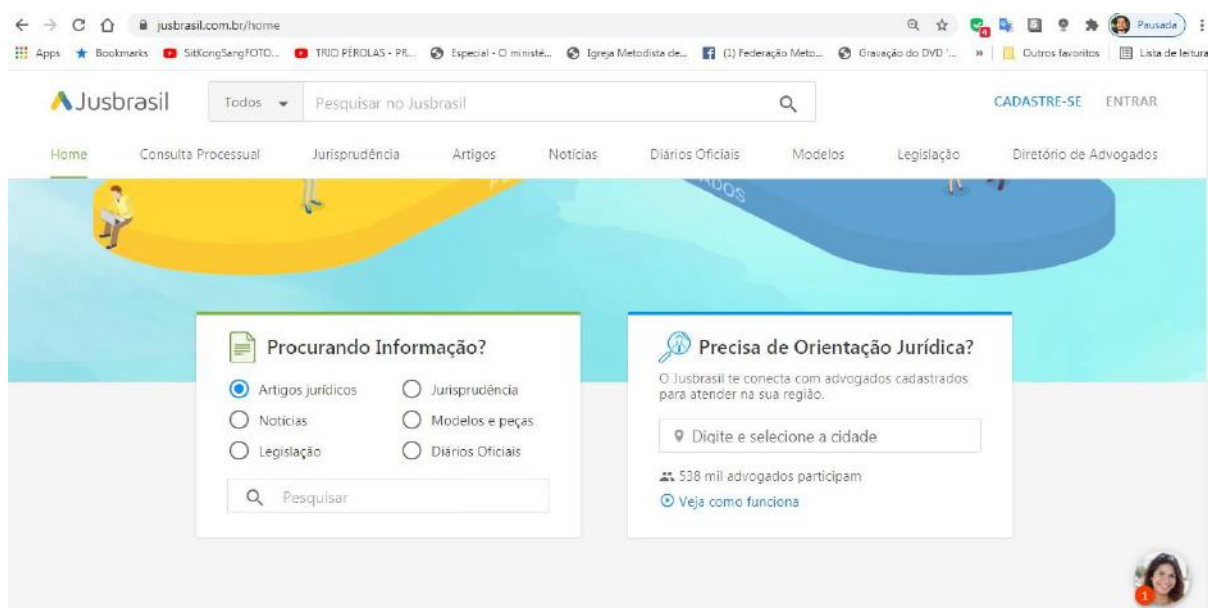 jusbrasil.com.br/home Pausada
Apps Bookmarks SitKongSangFOTO... TRIO PÉROLAS - PR... Especial - O ministé... Igreja Metodista de... (1) Federação Meto... Gravação do DVD '... » Outros favoritos Lista de leitura
Jusbrasil Todos Pesquisar no Jusbrasil CADASTRE-SE ENTRAR
Home Consulta Processual Jurisprudência Artigos Notícias Diários Oficiais Modelos Legislação Diretório de Advogados
Procurando Informação?
Artigos jurídicos Jurisprudência
Notícias Modelos e peças
Legislação Diários Oficiais
Pesquisar
Precisa de Orientação Jurídica?
O Jusbrasil te conecta com advogados cadastrados
para atender na sua região.
Digite e selecione a cidade
538 mil advogados participam
Veja como funciona
1